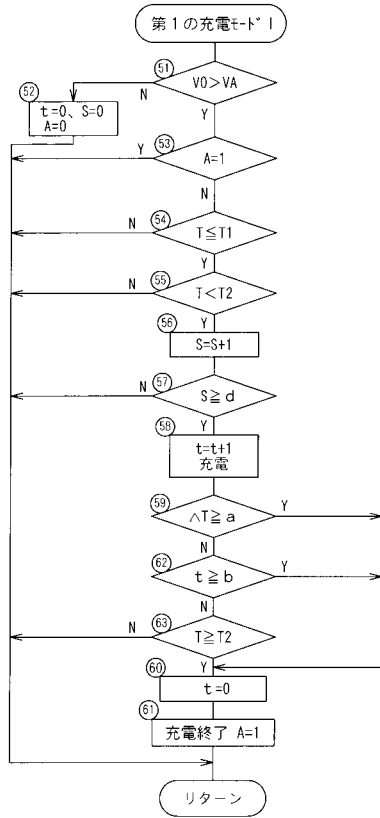 第1の充電モードI
51
VO>VA
N
Y
52
t=0、S=0
A=0
53
Y
A=1
N
54
N
T≦T1
Y
55
N
T<T2
Y
56
S=S+1
57
N
S≧d
Y
58
t=t+1
充電
59
△T≧a
Y
N
62
t≧b
Y
N
63
N
T≧T2
Y
60
t=0
61
充電終了 A=1
リターン